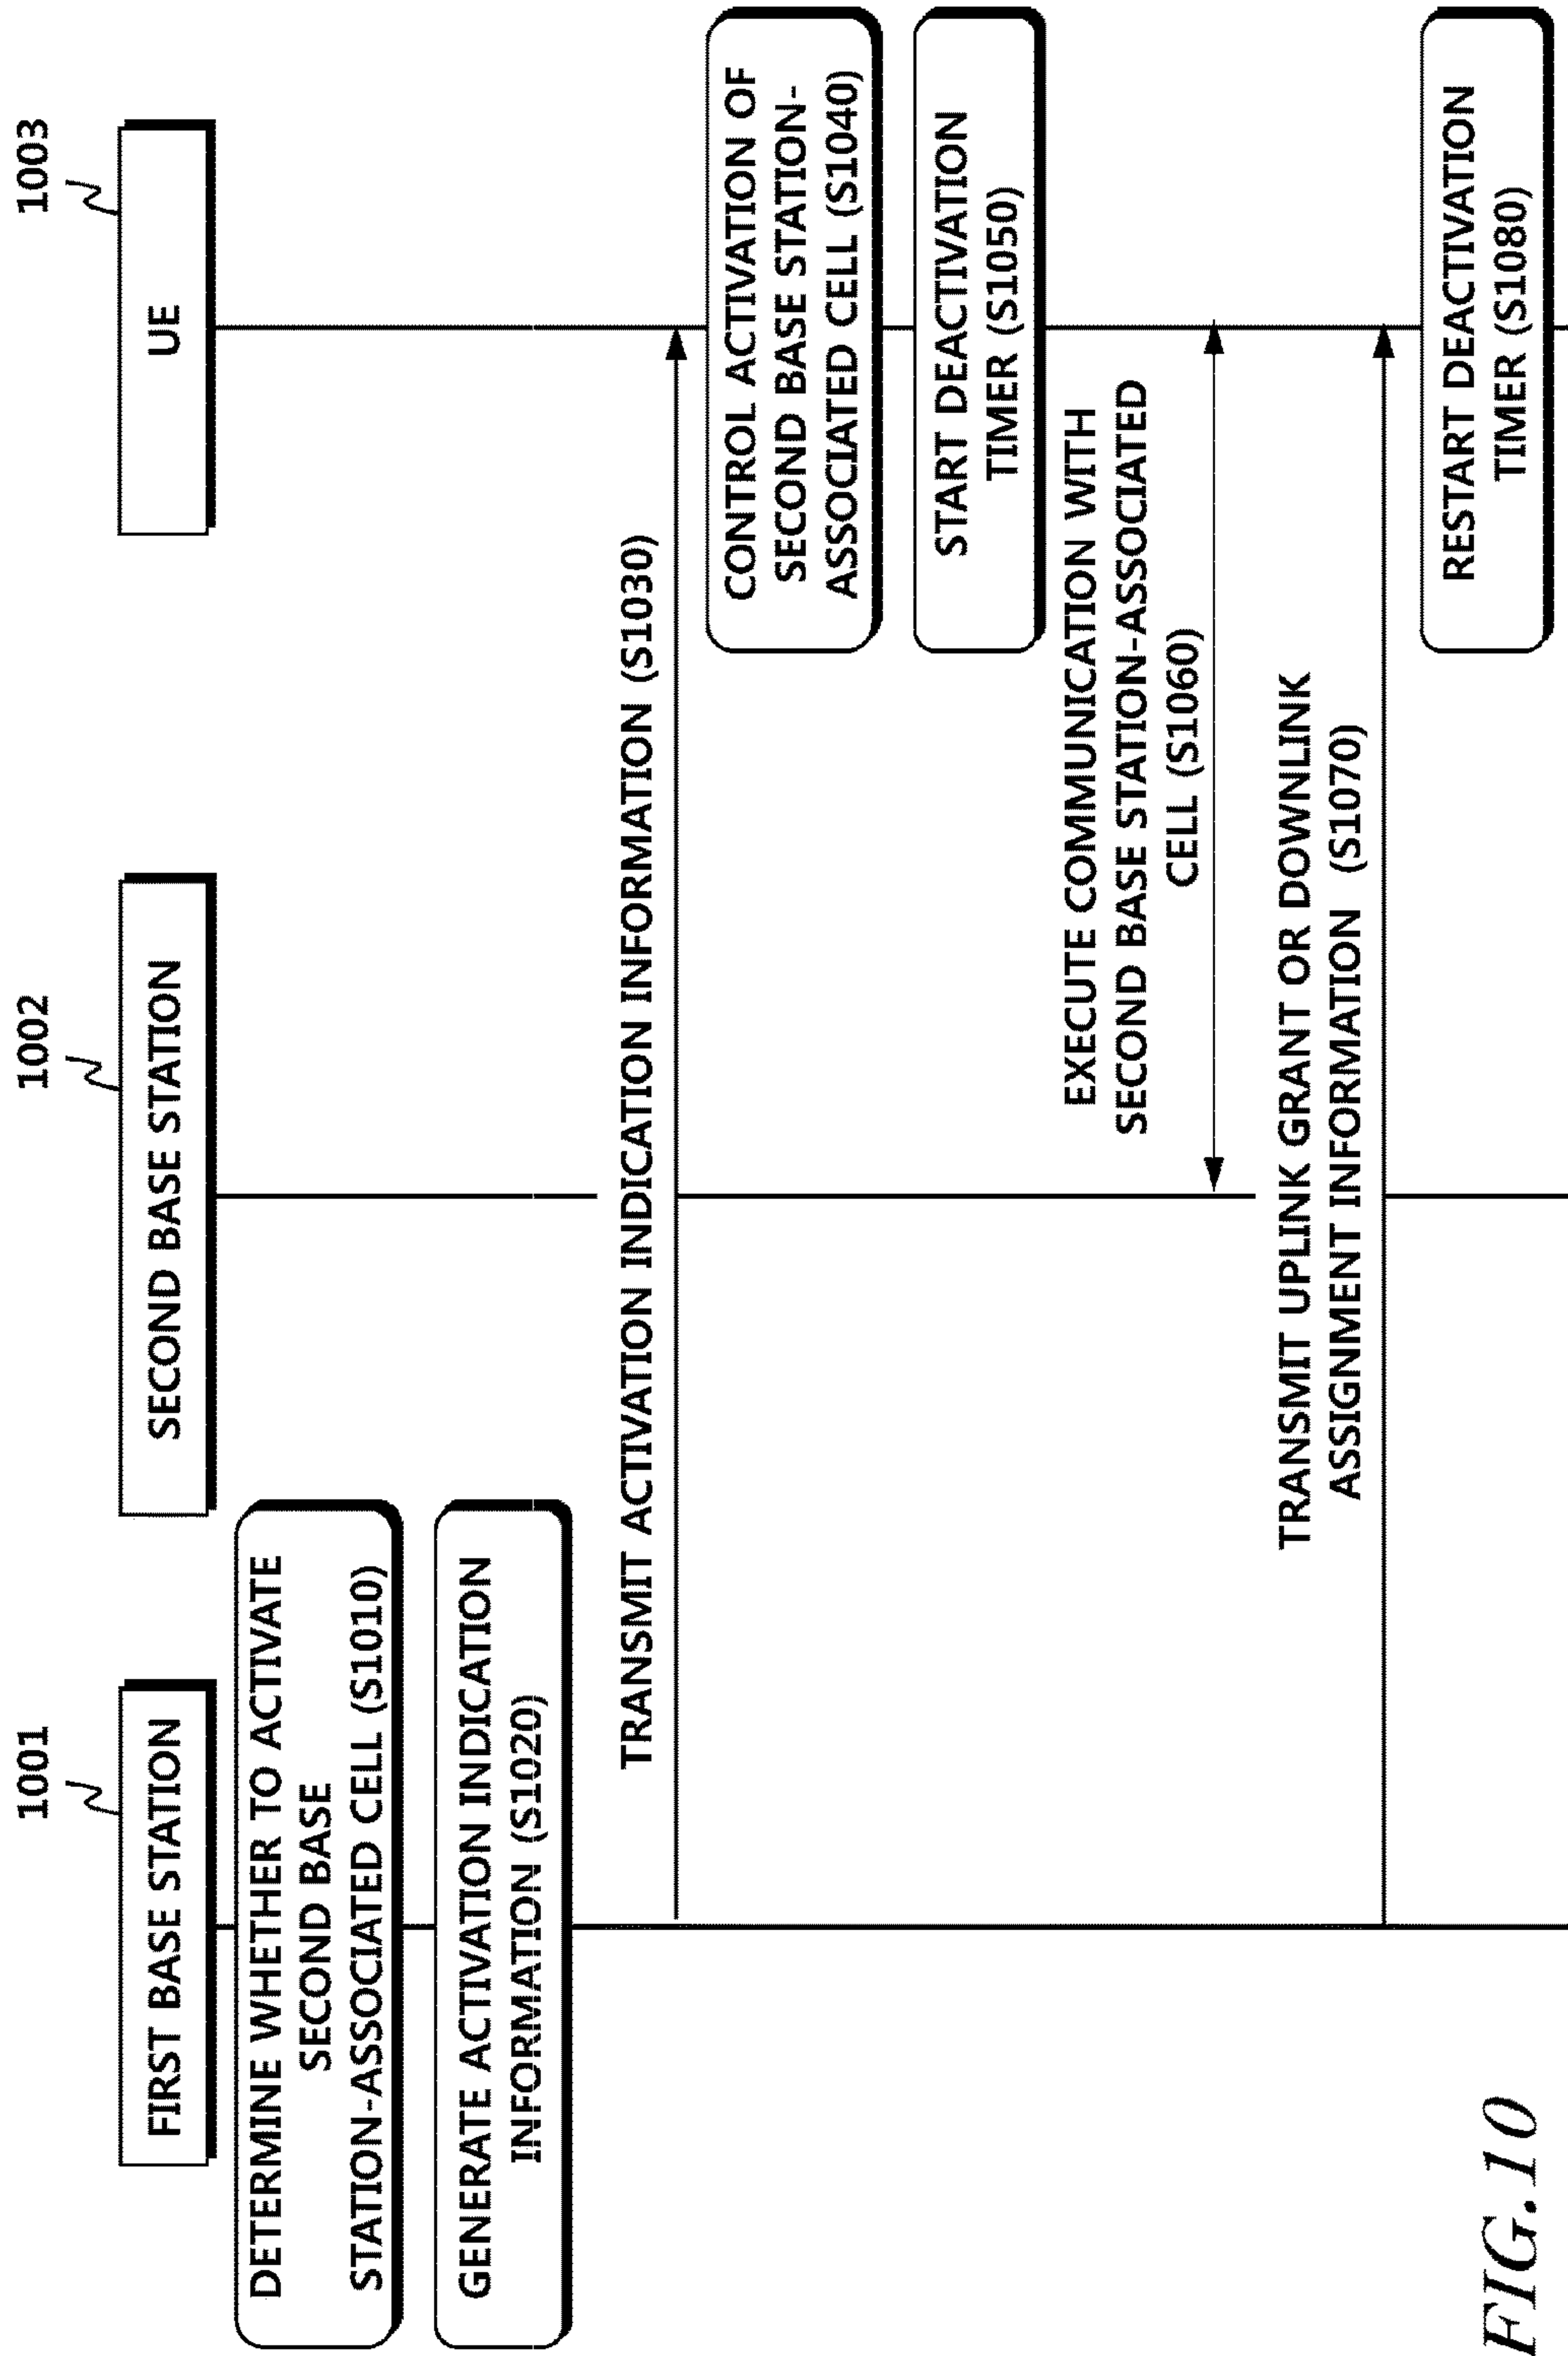 1001
1002
1003
FIRST BASE STATION
SECOND BASE STATION
UE
DETERMINE WHETHER TO ACTIVATE
SECOND BASE
STATION-ASSOCIATED CELL (S1010)
GENERATE ACTIVATION INDICATION
INFORMATION (S1020)
TRANSMIT ACTIVATION INDICATION INFORMATION (S1030)
CONTROL ACTIVATION OF
SECOND BASE STATION-
ASSOCIATED CELL (S1040)
START DEACTIVATION
TIMER (S1050)
EXECUTE COMMUNICATION WITH
SECOND BASE STATION-ASSOCIATED
CELL (S1060)
TRANSMIT UPLINK GRANT OR DOWNLINK
ASSIGNMENT INFORMATION (S1070)
RESTART DEACTIVATION
TIMER (S1080)
FIG.10